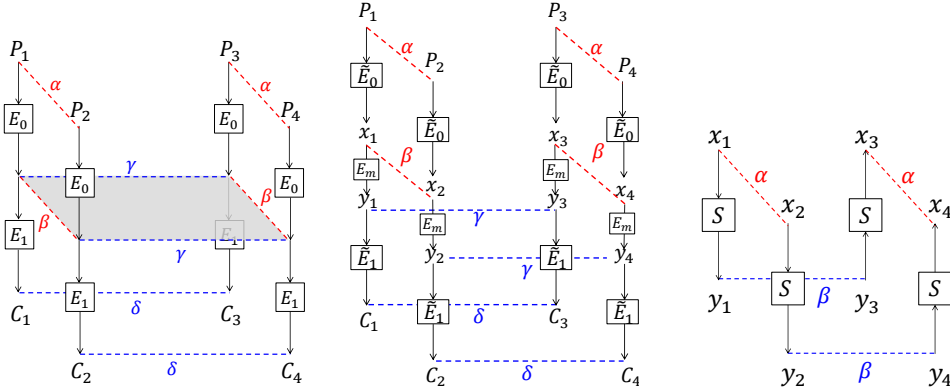 P₁ P₃
α α
P₂ P₄
E₀ E₀
γ
E₀ E₀
β β
E₁ E₁
γ
C₁ δ C₃
E₁ E₁
C₂ δ C₄
P₁ P₃
α α
P₂ P₄
Ẽ₀ Ẽ₀
Ẽ₀ Ẽ₀
x₁ x₃
β β
Eₘ Eₘ
x₂ x₄
y₁ y₃
γ
Eₘ Eₘ
y₂ y₄
γ
Ẽ₁ Ẽ₁
C₁ δ C₃
Ẽ₁ Ẽ₁
C₂ δ C₄
x₁ x₃
α α
x₂ x₄
S S
S S
y₁ β y₃
y₂ β y₄